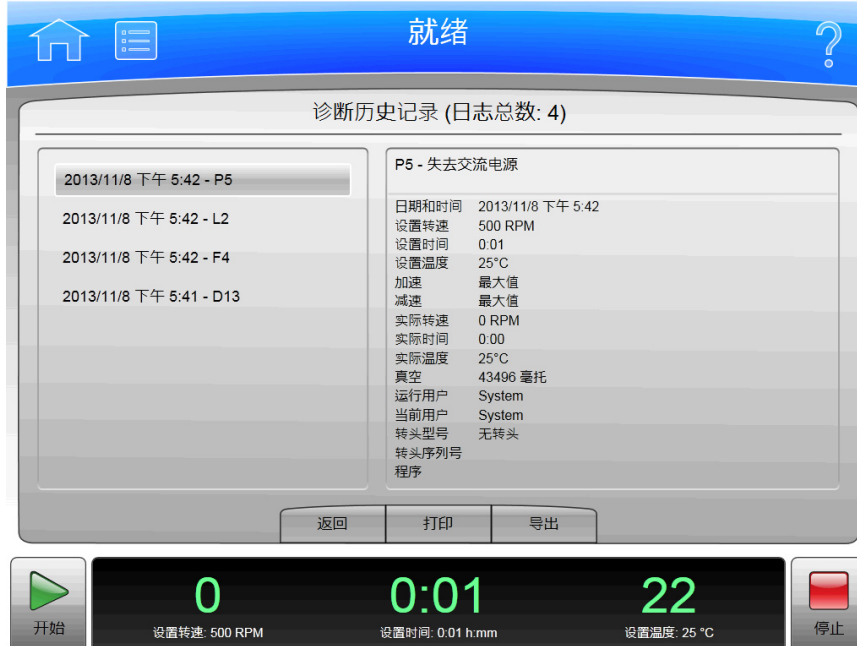 就绪
?
诊断历史记录 (日志总数: 4)
2013/11/8 下午 5:42 - P5
2013/11/8 下午 5:42 - L2
2013/11/8 下午 5:42 - F4
2013/11/8 下午 5:41 - D13
P5 - 失去交流电源
日期和时间 2013/11/8 下午 5:42
设置转速 500 RPM
设置时间 0:01
设置温度 25°C
加速 最大值
减速 最大值
实际转速 0 RPM
实际时间 0:00
实际温度 25°C
真空 43496 毫托
运行用户 System
当前用户 System
转头型号 无转头
转头序列号
程序
返回 打印 导出
开始
0 0:01 22
设置转速: 500 RPM 设置时间: 0:01 h:mm 设置温度: 25 °C
停止